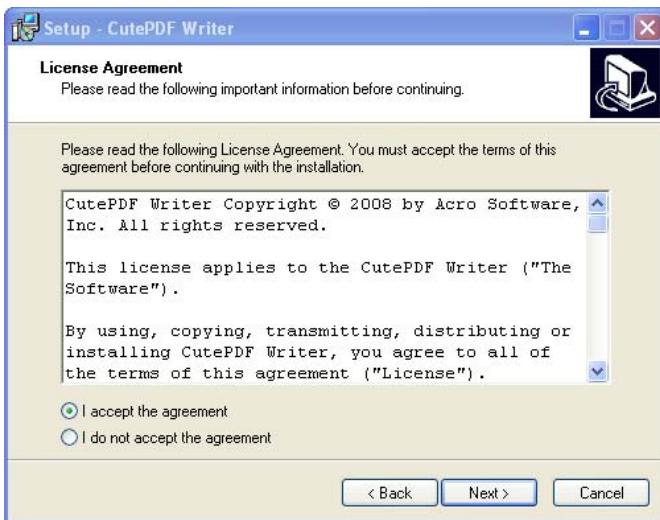 Setup - CutePDF Writer
License Agreement
Please read the following important information before continuing.
Please read the following License Agreement. You must accept the terms of this
agreement before continuing with the installation.
CutePDF Writer Copyright © 2008 by Acro Software,
Inc. All rights reserved.
This license applies to the CutePDF Writer ("The
Software").
By using, copying, transmitting, distributing or
installing CutePDF Writer, you agree to all of
the terms of this agreement ("License").
I accept the agreement
I do not accept the agreement
< Back Next > Cancel